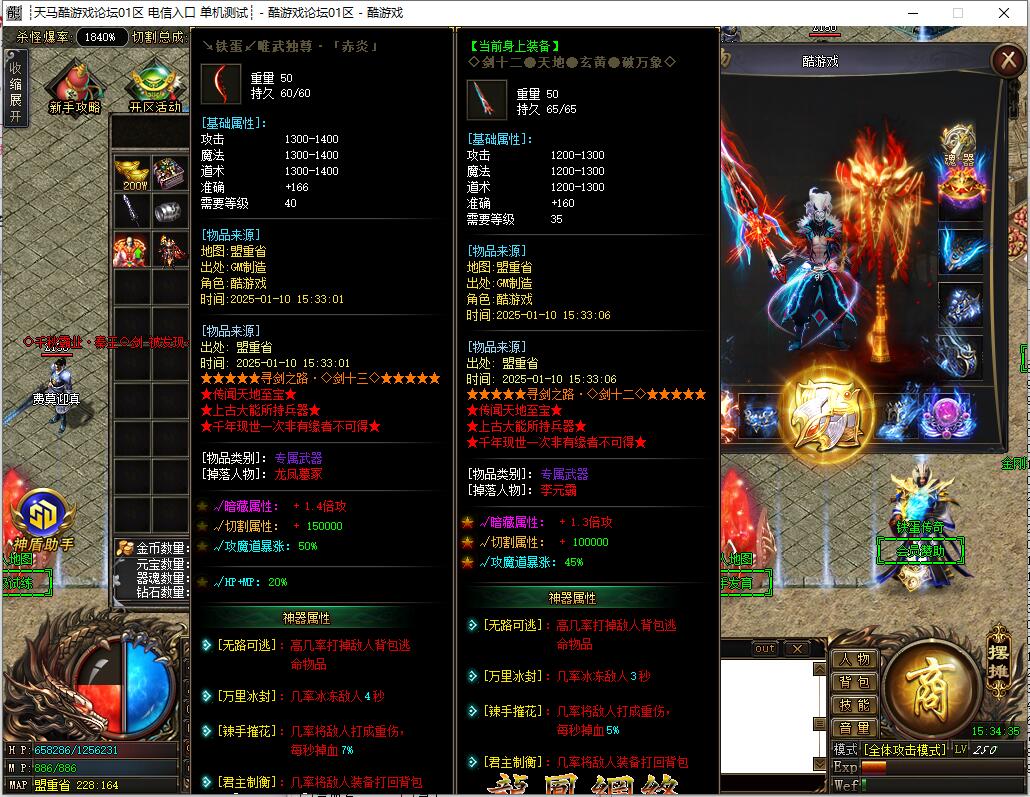 天马酷游戏论坛01区 电信入口 单机测试┊ - 酷游戏论坛01区 - 酷游戏
杀怪爆率: 1840% 切割总成:
收缩展开
新手攻略
开区活动
200W
费莫迎真
神盾助手
金币数量:
元宝数量:
器魂数量:
钻石数量:
↘铁蛋↙唯武独尊·「赤炎」
重量 50
持久 60/60
[基础属性]:
攻击 1300-1400
魔法 1300-1400
道术 1300-1400
准确 +166
需要等级 40
[物品来源]
地图:盟重省
出处:GM制造
角色:酷游戏
时间:2025-01-10 15:33:01
[物品来源]
出处: 盟重省
时间: 2025-01-10 15:33:01
★★★★★寻剑之路·◇剑十三◇★★★★★
★传闻天地至宝★
★上古大能所持兵器★
★千年现世一次非有缘者不可得★
[物品类别]: 专属武器
[掉落人物]: 龙凤墓冢
★ √暗藏属性: + 1.4倍攻
★ √切割属性: + 150000
★ √攻魔道暴涨: 50%
★ √HP+MP: 20%
神器属性
[无路可逃]: 高几率打掉敌人背包逃
命物品
[万里冰封]: 几率冰冻敌人4秒
[辣手摧花]: 几率将敌人打成重伤,
每秒掉血7%
[君主制衡]: 几率将敌人装备打回背包
【当前身上装备】
◇剑十二●天地●玄黄●破万象◇
重量 50
持久 65/65
[基础属性]:
攻击 1200-1300
魔法 1200-1300
道术 1200-1300
准确 +160
需要等级 35
[物品来源]
地图:盟重省
出处:GM制造
角色:酷游戏
时间:2025-01-10 15:33:06
[物品来源]
出处: 盟重省
时间: 2025-01-10 15:33:06
★★★★★寻剑之路·◇剑十二◇★★★★★
★传闻天地至宝★
★上古大能所持兵器★
★千年现世一次非有缘者不可得★
[物品类别]: 专属武器
[掉落人物]: 李元霸
★ √暗藏属性: + 1.3倍攻
★ √切割属性: + 100000
★ √攻魔道暴涨: 45%
神器属性
[无路可逃]: 高几率打掉敌人背包逃
命物品
[万里冰封]: 几率冰冻敌人3秒
[辣手摧花]: 几率将敌人打成重伤,
每秒掉血5%
[君主制衡]: 几率将敌人装备打回背包
酷游戏
魂器
金刚
铁蛋传奇
会员赞助
人地图
out
人物
背包
技能
音量
商
摆摊
15:34:35
模式 [全体攻击模式] LV 250
Exp
Wef
HP:658286/1256231
MP:886/886
MAP 盟重省 228:164